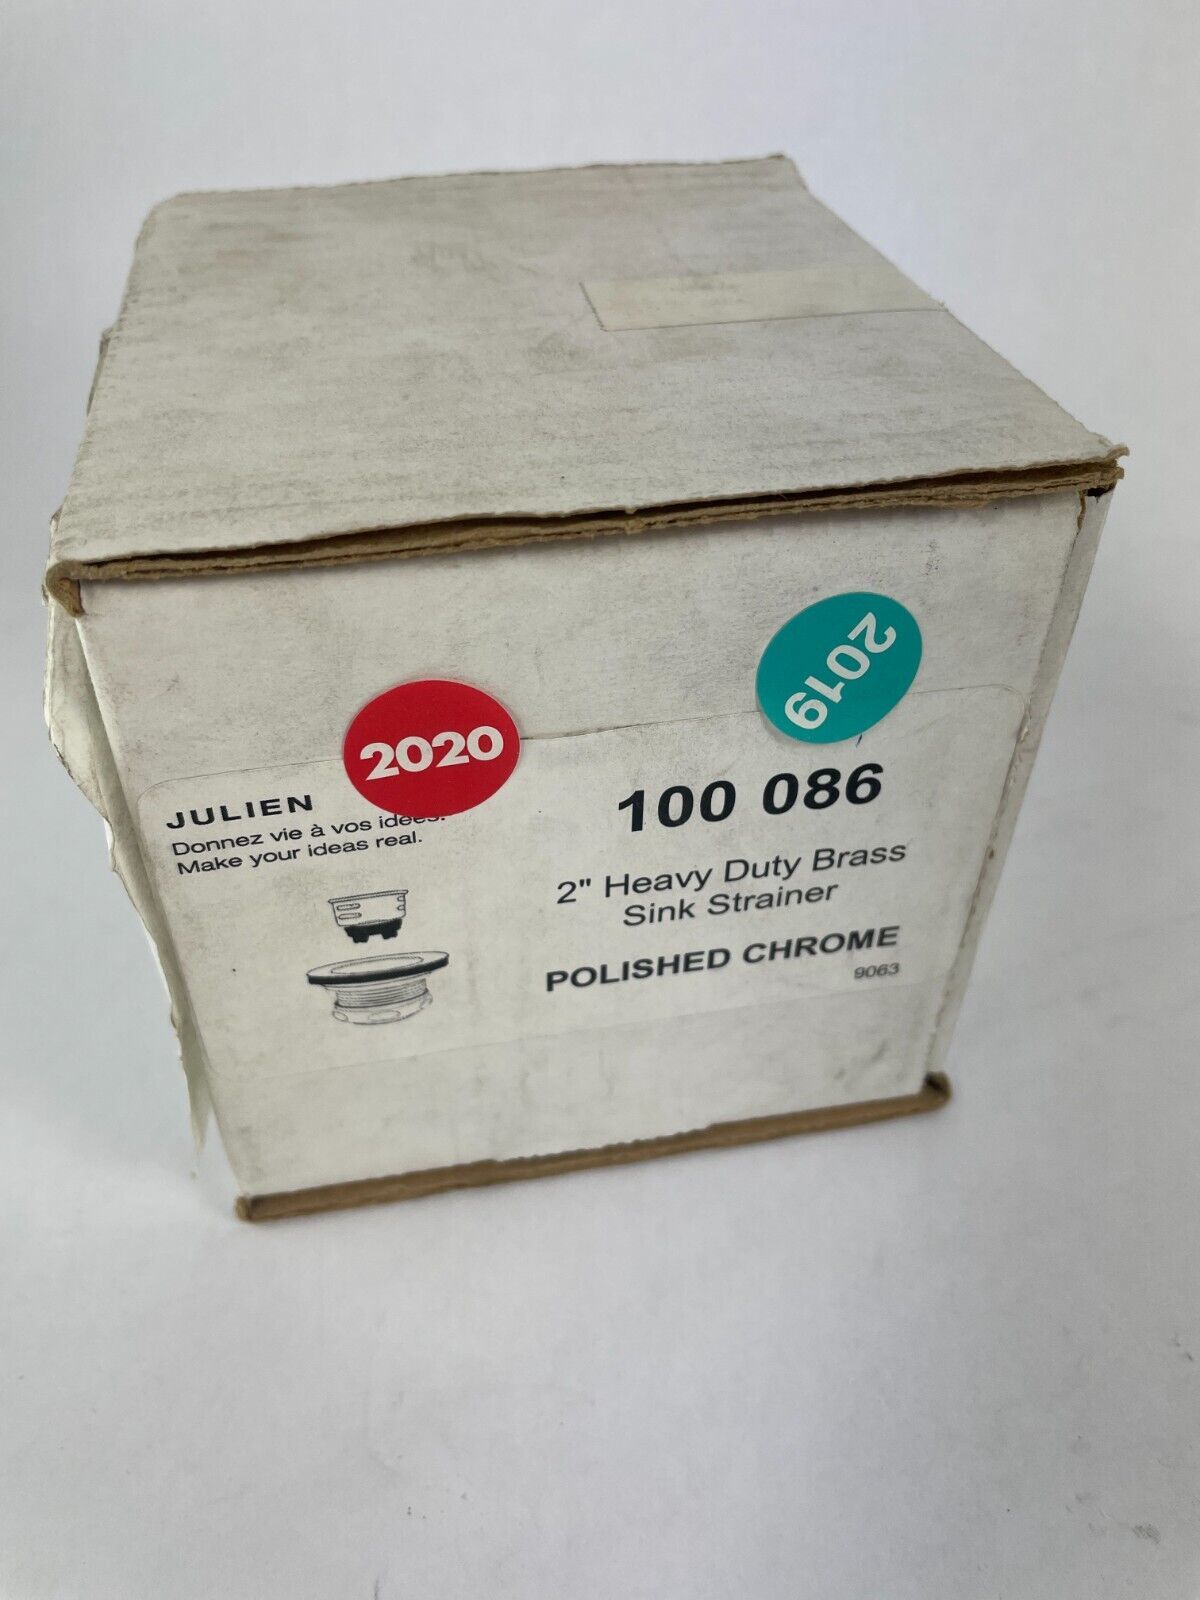 2019
2020
JULIEN
Donnez vie à vos idées.
Make your ideas real.
100 086
2" Heavy Duty Brass
Sink Strainer
POLISHED CHROME
9063